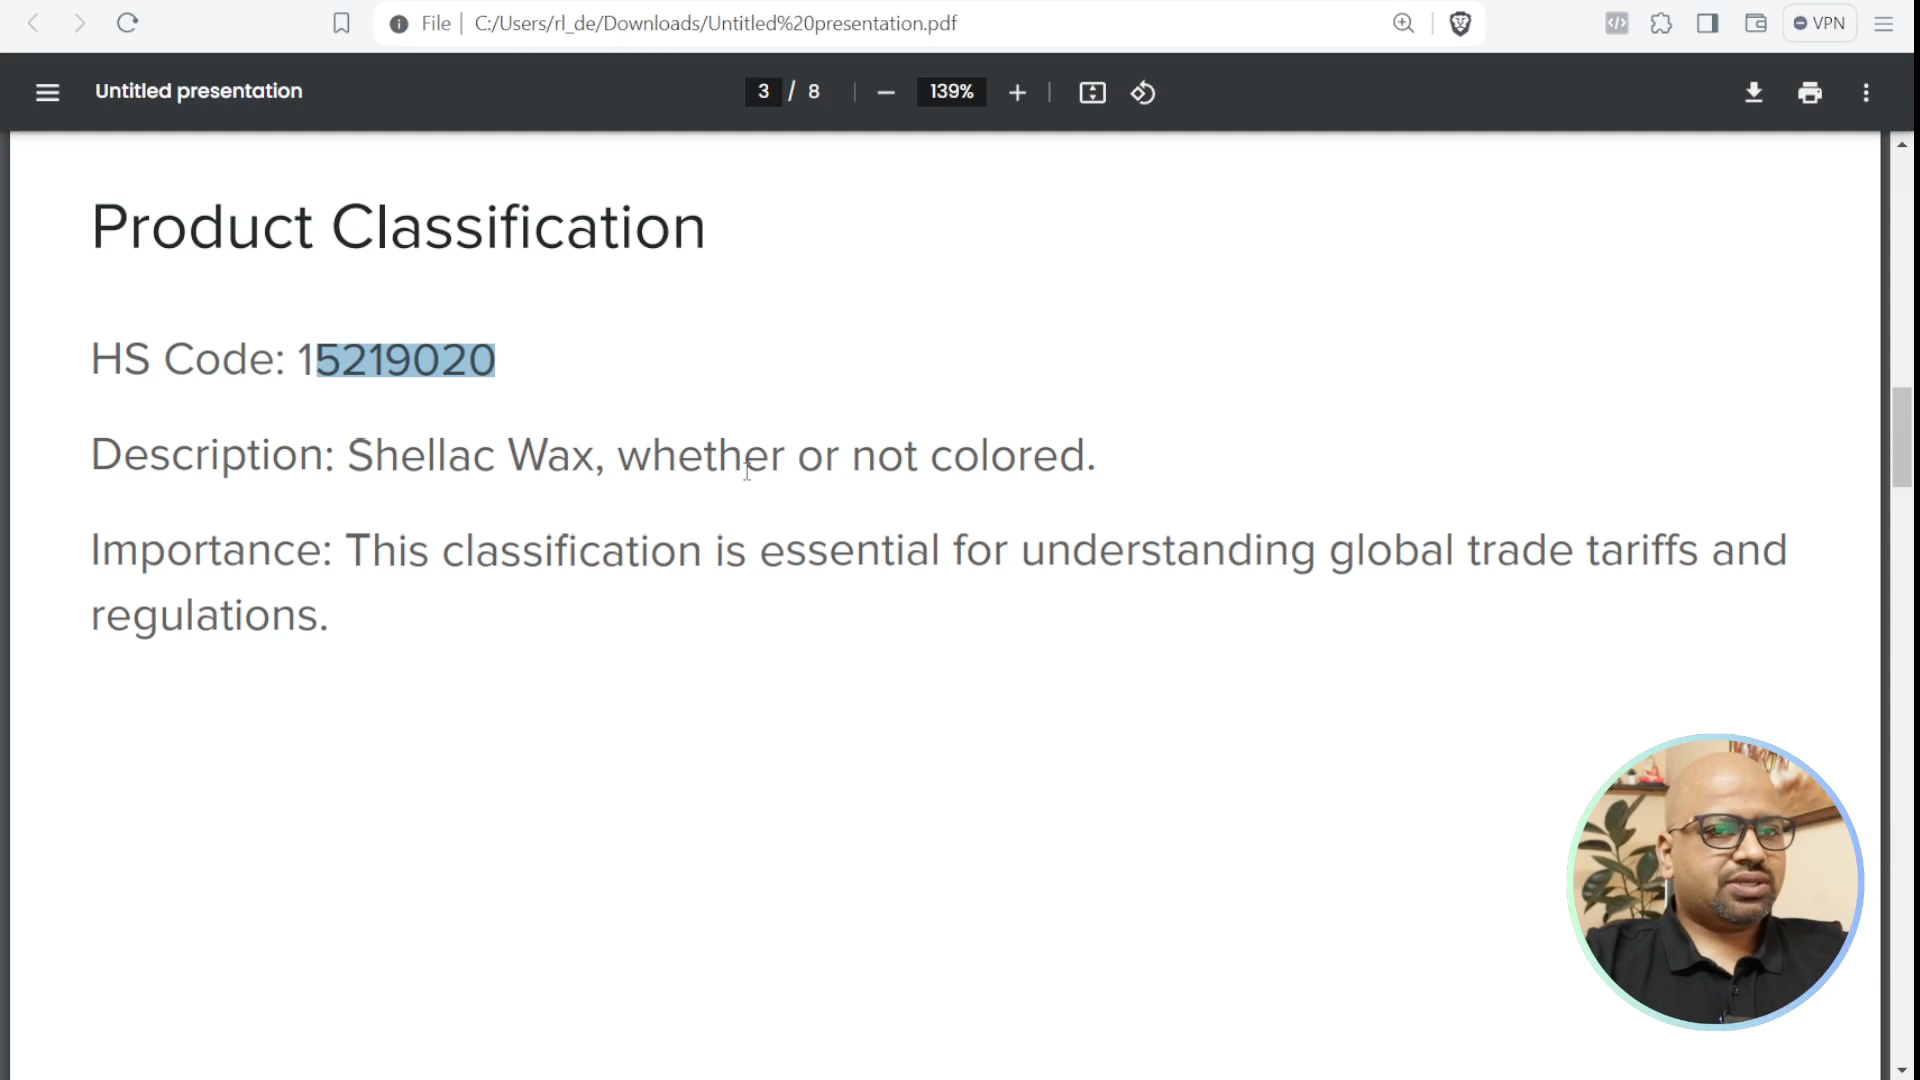 File | C:/Users/rl_de/Downloads/Untitled%20presentation.pdf
VPN
Untitled presentation
3 / 8
139%
Product Classification
HS Code: 15219020
Description: Shellac Wax, whether or not colored.
Importance: This classification is essential for understanding global trade tariffs and
regulations.